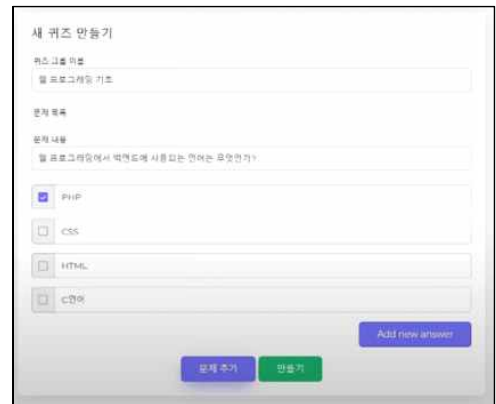 새 퀴즈 만들기
퀴즈 그룹 이름
웹 프로그래밍 기초
문제 목록
문제 내용
웹 프로그래밍에서 백엔드에 사용되는 언어는 무엇인가?
PHP
CSS
HTML
C언어
Add new answer
문제 추가
만들기